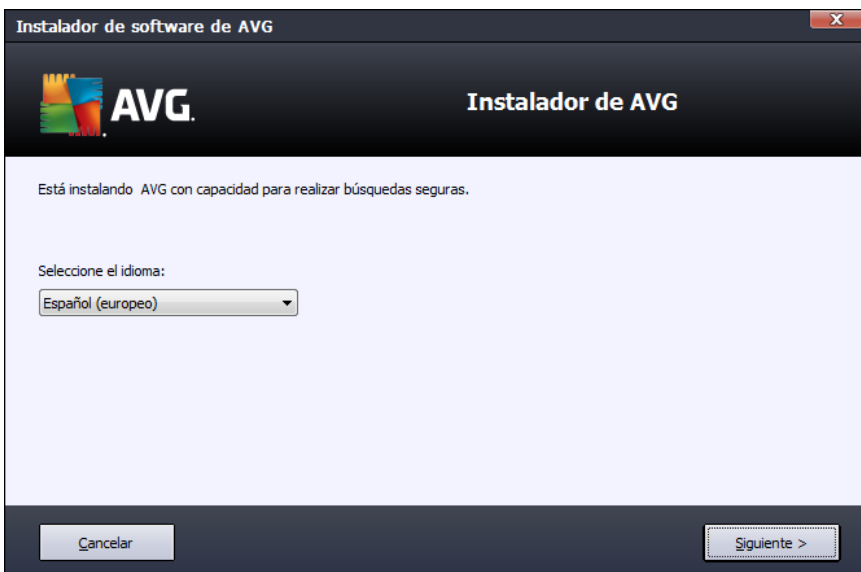 Instalador de software de AVG
AVG.
Instalador de AVG
Está instalando  AVG con capacidad para realizar búsquedas seguras.
Seleccione el idioma:
Español (europeo)
Cancelar
Siguiente >